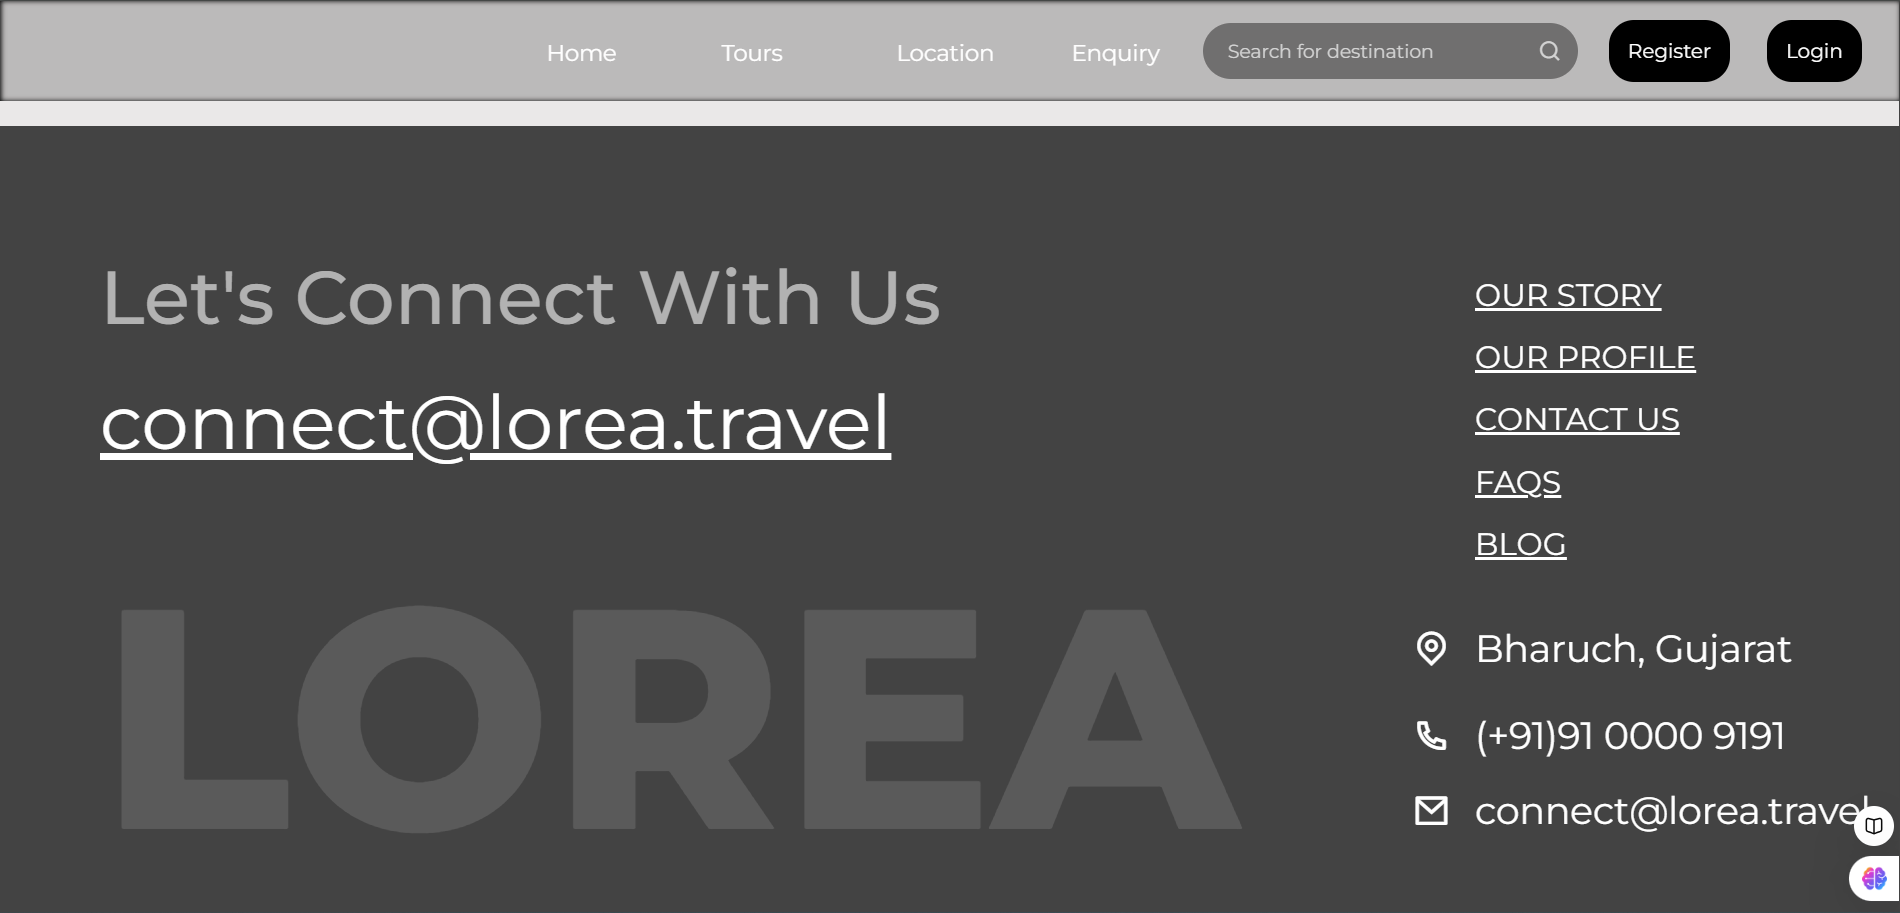 Home Tours Location Enquiry Search for destination Register Login
Let's Connect With Us
connect@lorea.travel
LOREA
OUR STORY
OUR PROFILE
CONTACT US
FAQS
BLOG
Bharuch, Gujarat
(+91)91 0000 9191
connect@lorea.travel